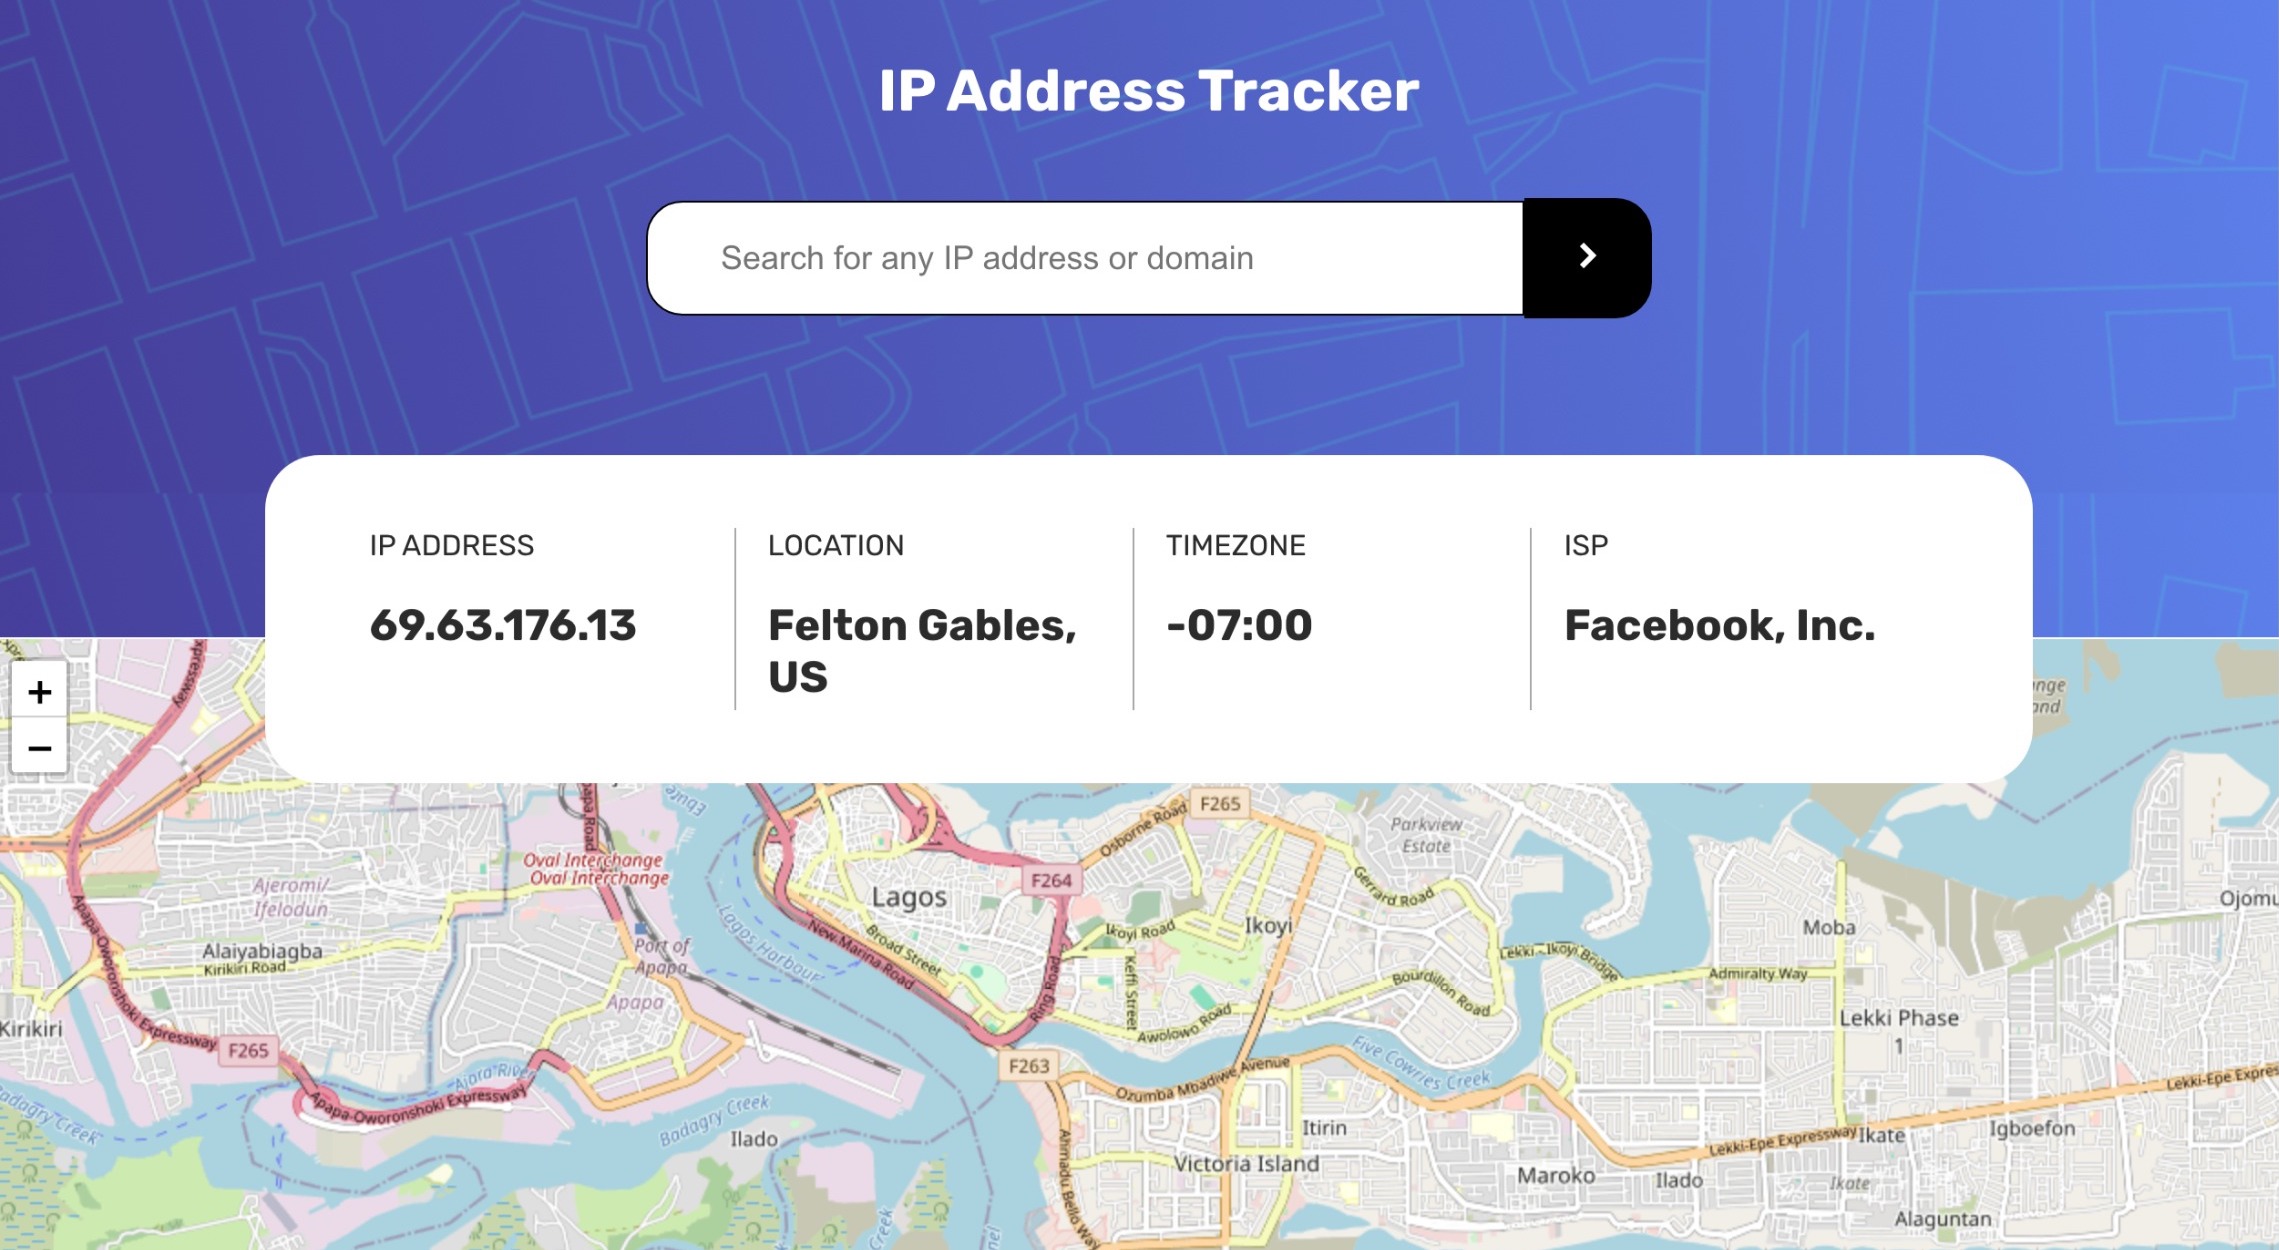 IP Address Tracker
Search for any IP address or domain
IP ADDRESS
69.63.176.13
LOCATION
Felton Gables,
US
TIMEZONE
-07:00
ISP
Facebook, Inc.
+
−
F265
Osborne Road
Parkview
Estate
Oval Interchange
Oval Interchange
Ajeromi/
Ifelodun
Lagos
F264
Gerrard Road
Ikoyi
Ikoyi Road
Moba
Alaiyabiagba
Kirikiri Road
Port of
Apapa
Lagos Harbour
New Marina Road
Broad Street
Ring Road
Keffi Street
Lekki - Ikoyi Bridge
Admiralty Way
Bourdillon Road
Apapa
Awolowo Road
Kirikiri
Apapa-Oworonshoki Expressway
F265
Lekki Phase
1
F263
Five Cowries Creek
Ozumba Mbadiwe Avenue
Ajara River
Apapa-Oworonshoki Expressway
Badagry Creek
Ilado
Itirin
Victoria Island
Lekki-Epe Expressway
Ikate
Igboefon
Maroko
Ilado
Ikate
Alaguntan
Ahmadu Bello Way
Creek